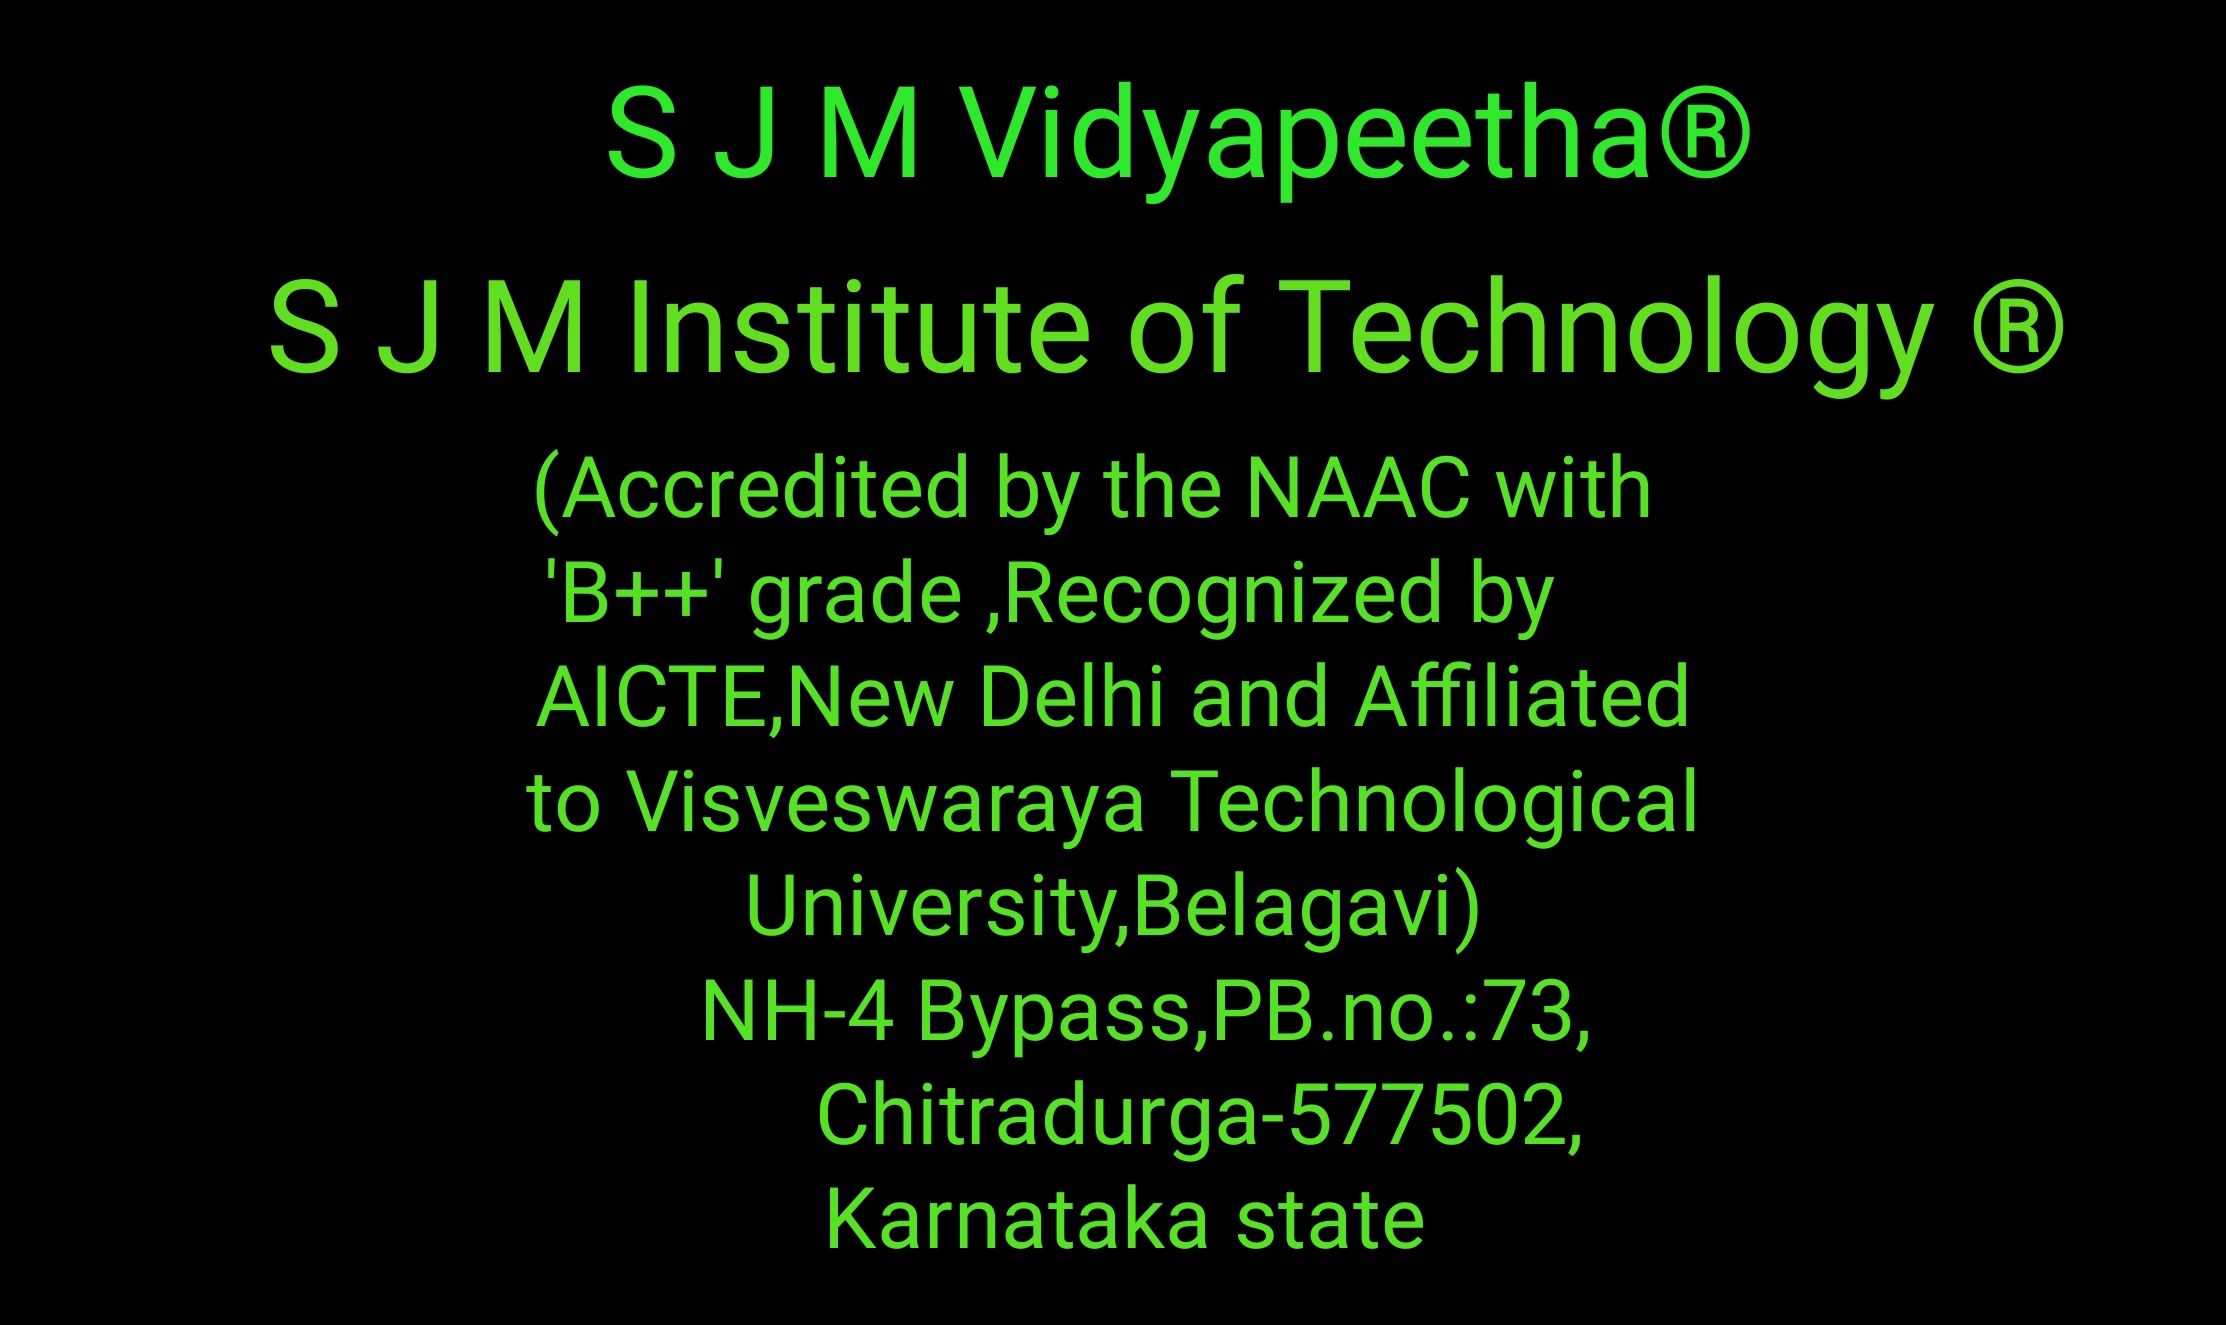 S J M Vidyapeetha®
S J M Institute of Technology ®
(Accredited by the NAAC with
'B++' grade ,Recognized by
AICTE,New Delhi and Affiliated
to Visveswaraya Technological
University,Belagavi)
NH-4 Bypass,PB.no.:73,
Chitradurga-577502,
Karnataka state